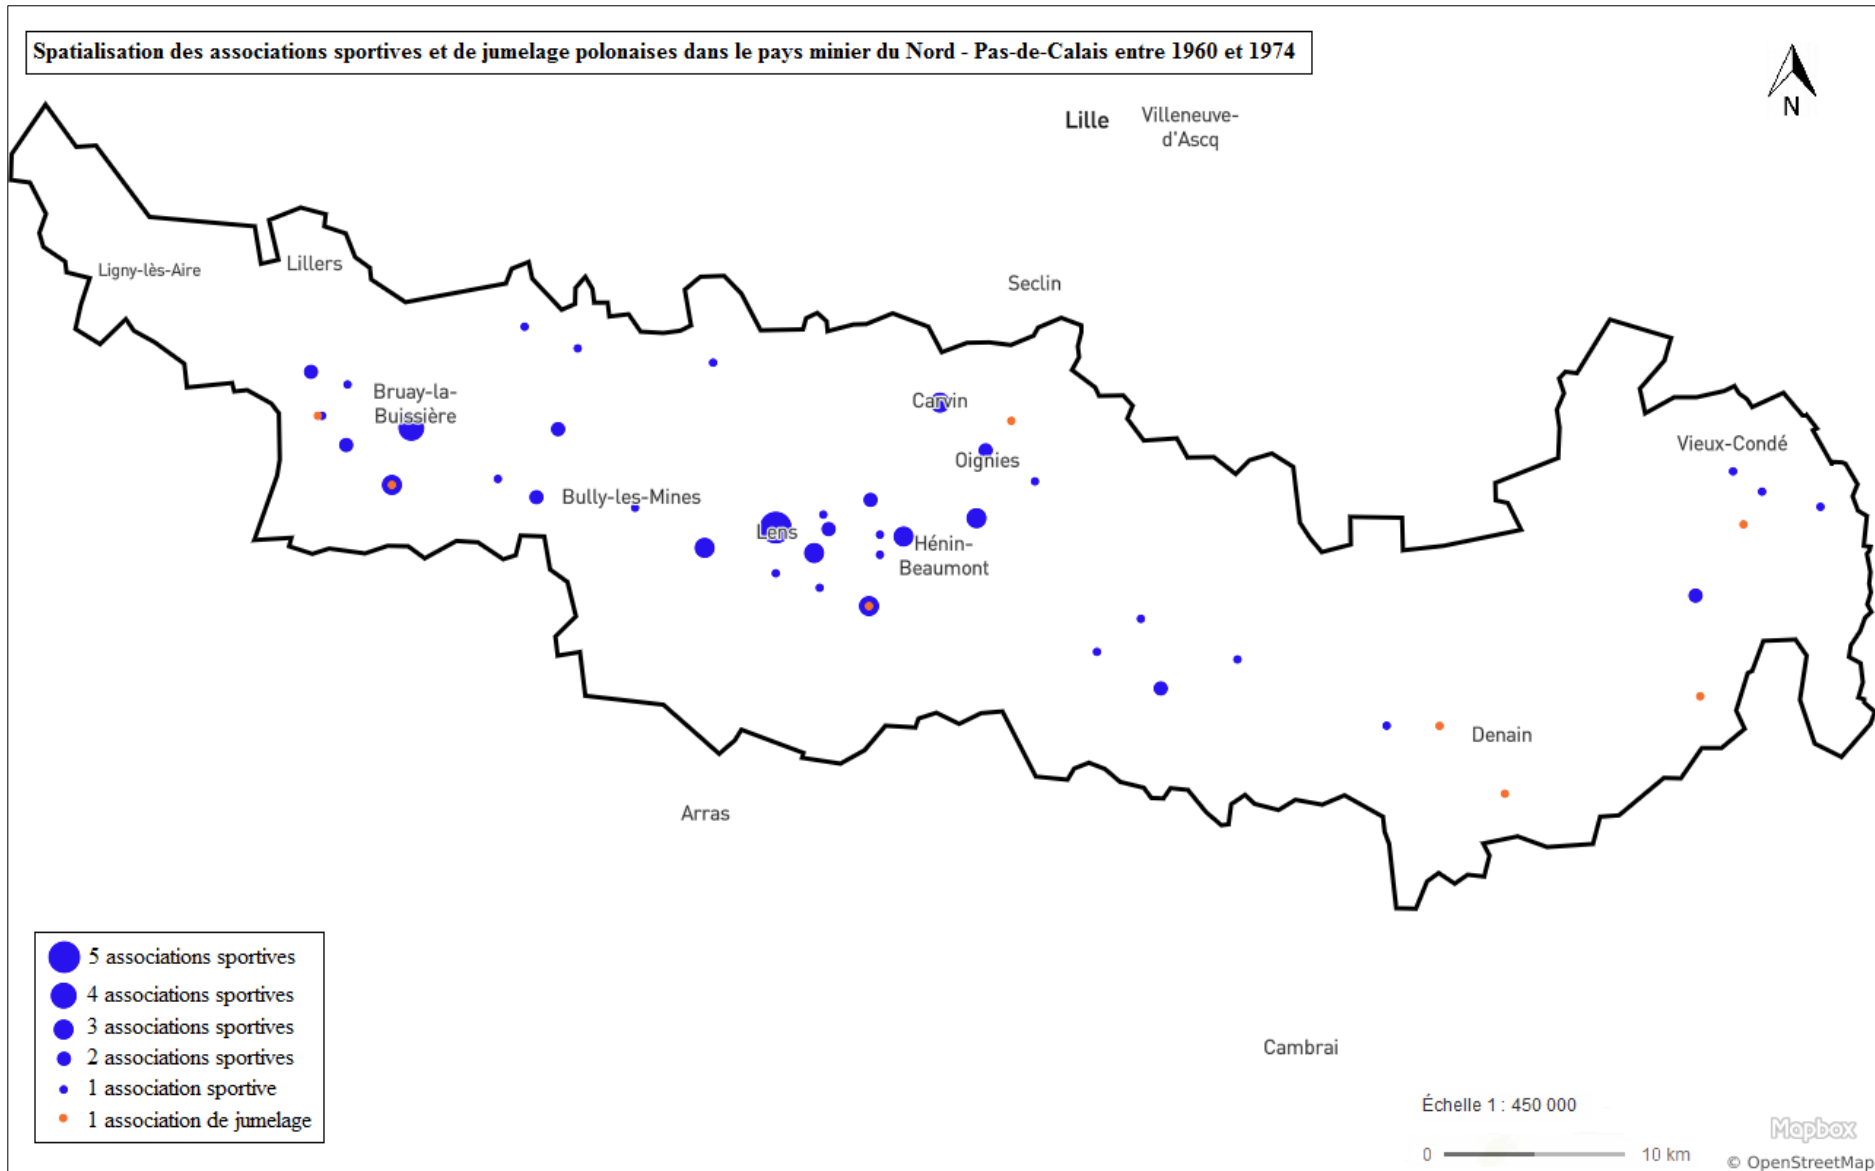 Spatialisation des associations sportives et de jumelage polonaises dans le pays minier du Nord - Pas-de-Calais entre 1960 et 1974
N
Lille
Villeneuve-
d'Ascq
Ligny-lès-Aire
Lillers
Seclin
Bruay-la-
Buissière
Carvin
Oignies
Vieux-Condé
Bully-les-Mines
Lens
Hénin-
Beaumont
Denain
Arras
Cambrai
5 associations sportives
4 associations sportives
3 associations sportives
2 associations sportives
1 association sportive
1 association de jumelage
Échelle 1 : 450 000
0
10 km
Mapbox
© OpenStreetMap